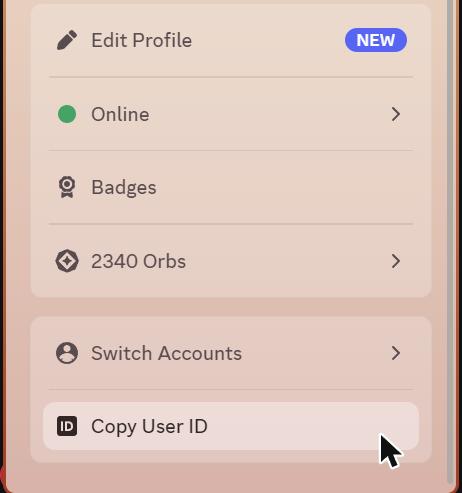 Edit Profile NEW
Online
Badges
2340 Orbs
Switch Accounts
ID Copy User ID